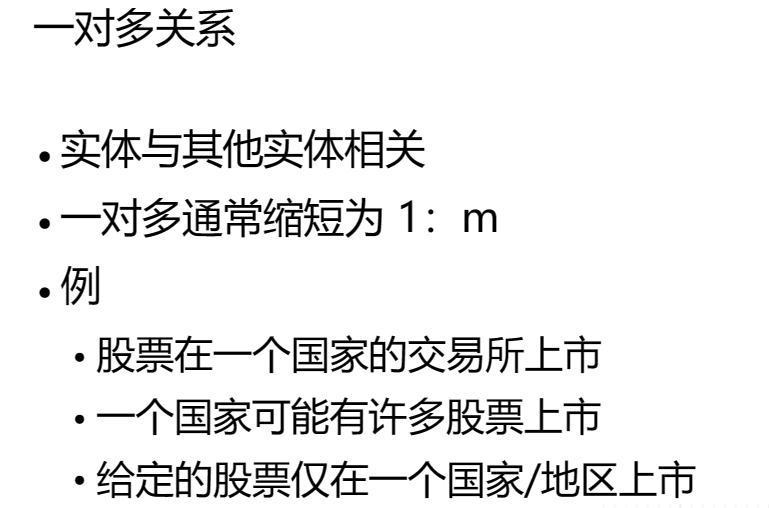 一对多关系
• 实体与其他实体相关
• 一对多通常缩短为 1：m
• 例
• 股票在一个国家的交易所上市
• 一个国家可能有许多股票上市
• 给定的股票仅在一个国家/地区上市